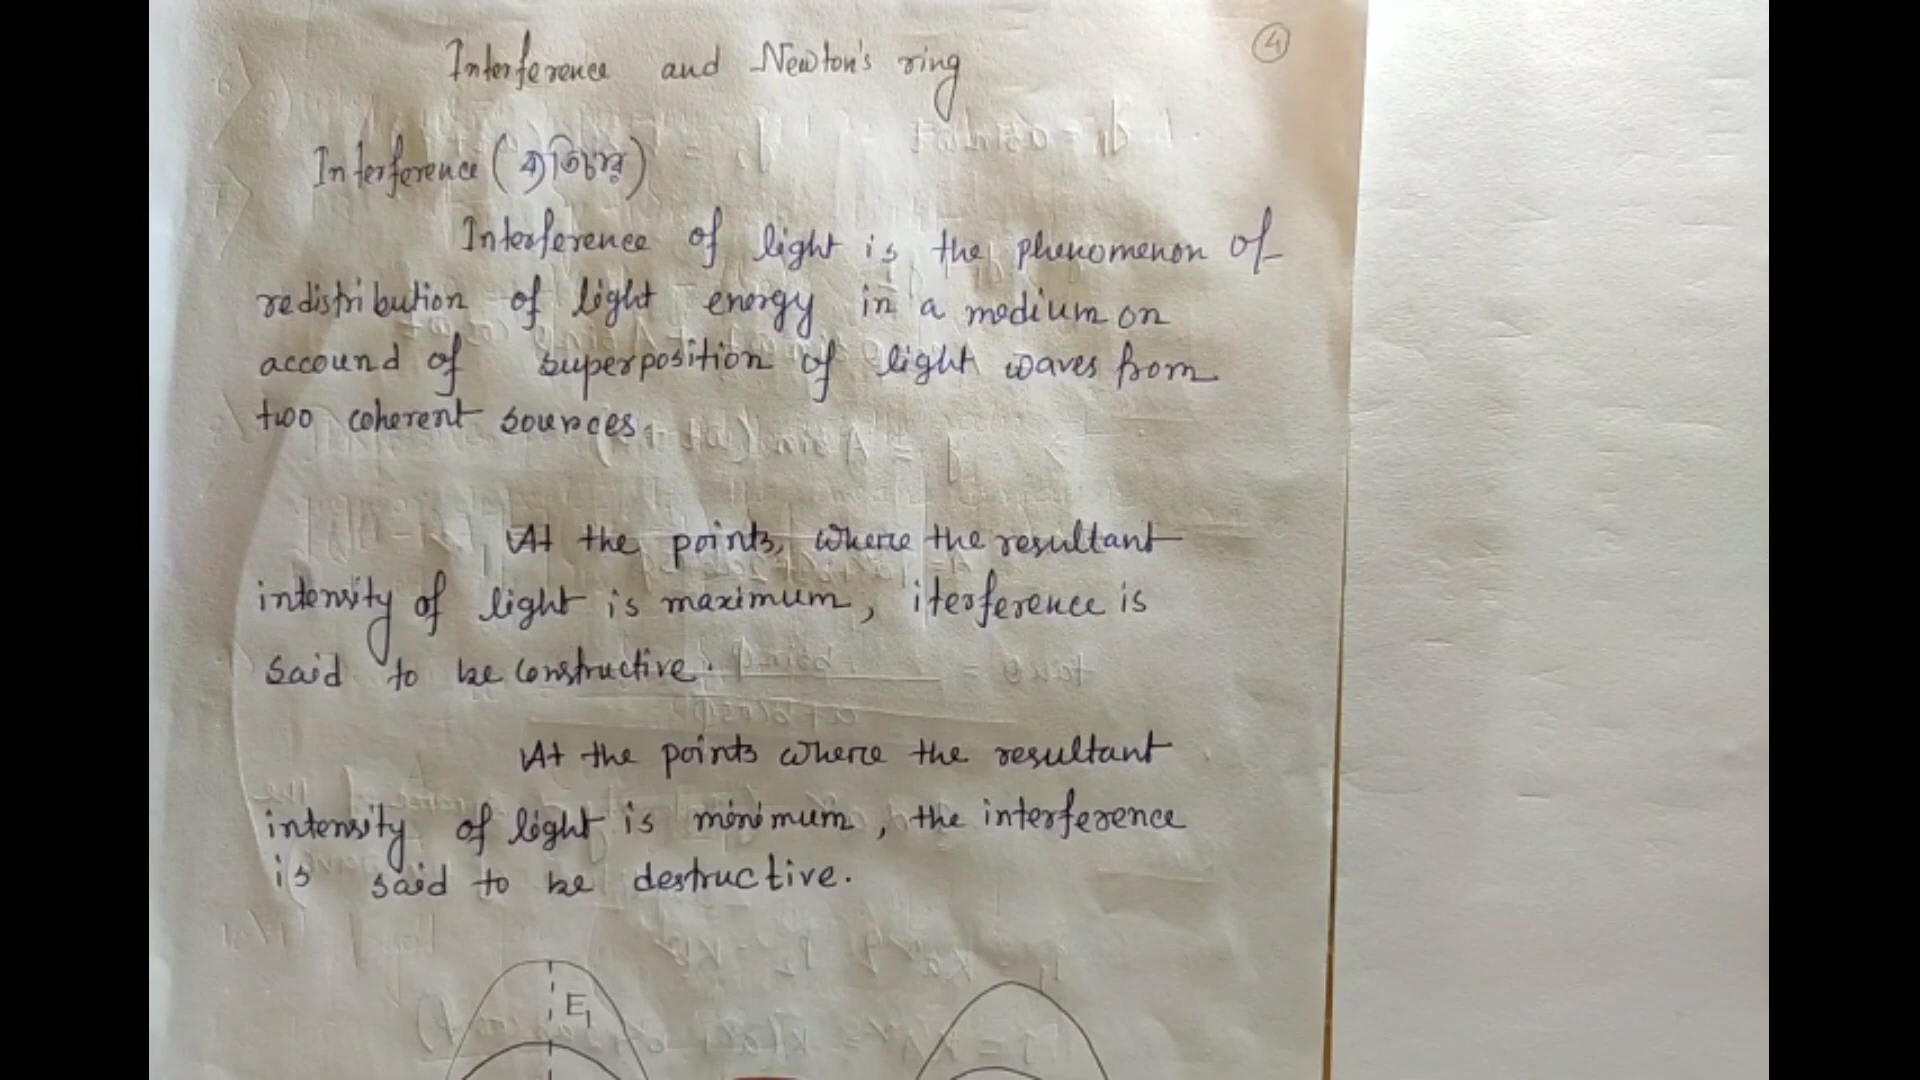 Interference and Newton's ring
4
Interference (ব্যতিচার)
Interference of light is the phenomenon of
redistribution of light energy in a medium on
accound of superposition of light waves from
two coherent sources.
At the points, where the resultant
intensity of light is maximum, iterference is
said to be constructive.
At the points where the resultant
intensity of light is minimum, the interference
is said to be destructive.
E1